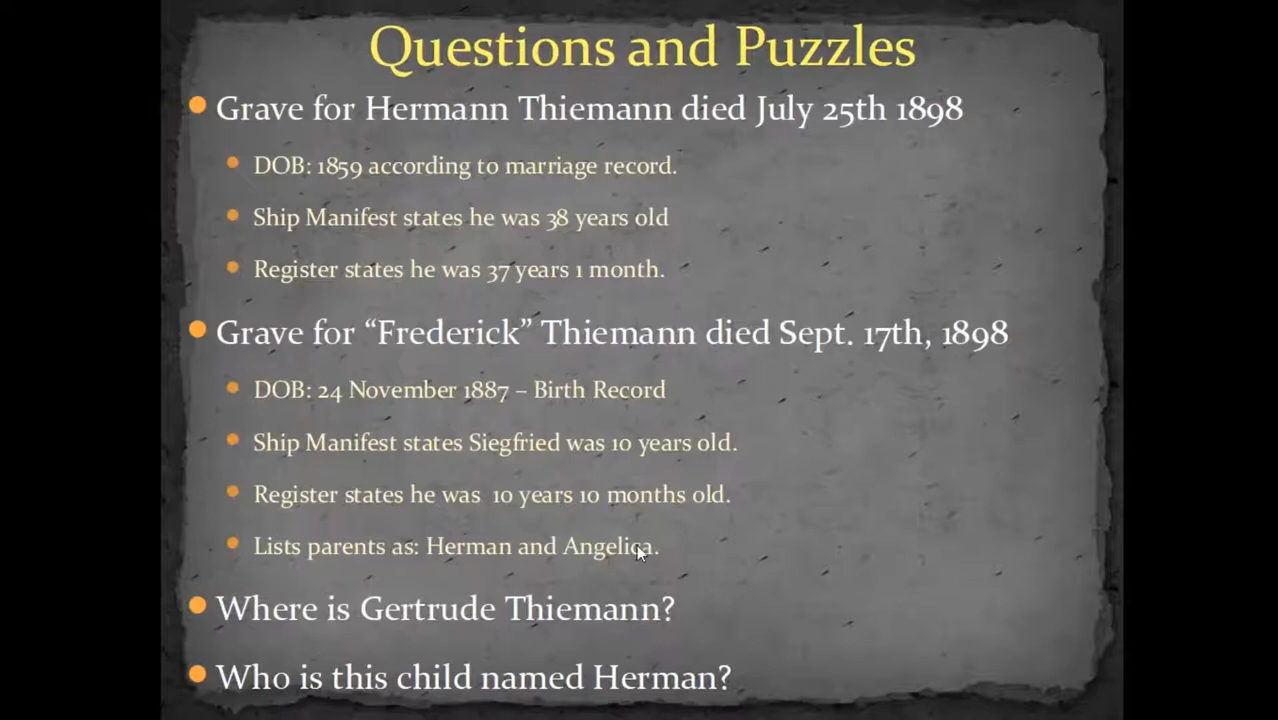 Questions and Puzzles
Grave for Hermann Thiemann died July 25th 1898
DOB: 1859 according to marriage record.
Ship Manifest states he was 38 years old
Register states he was 37 years 1 month.
Grave for “Frederick” Thiemann died Sept. 17th, 1898
DOB: 24 November 1887 – Birth Record
Ship Manifest states Siegfried was 10 years old.
Register states he was 10 years 10 months old.
Lists parents as: Herman and Angelica.
Where is Gertrude Thiemann?
Who is this child named Herman?